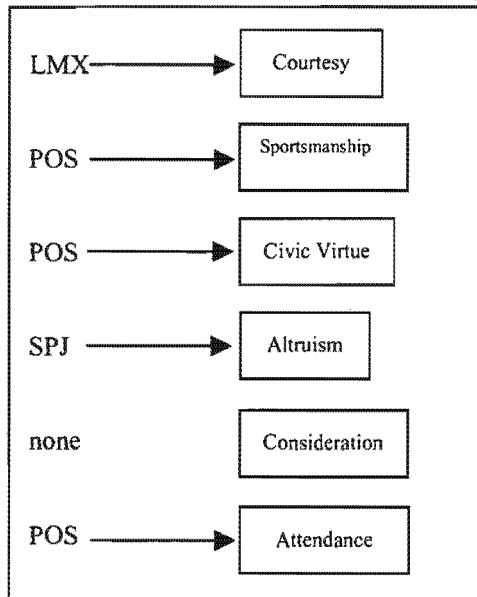 LMX Courtesy
POS Sportsmanship
POS Civic Virtue
SPJ Altruism
none Consideration
POS Attendance